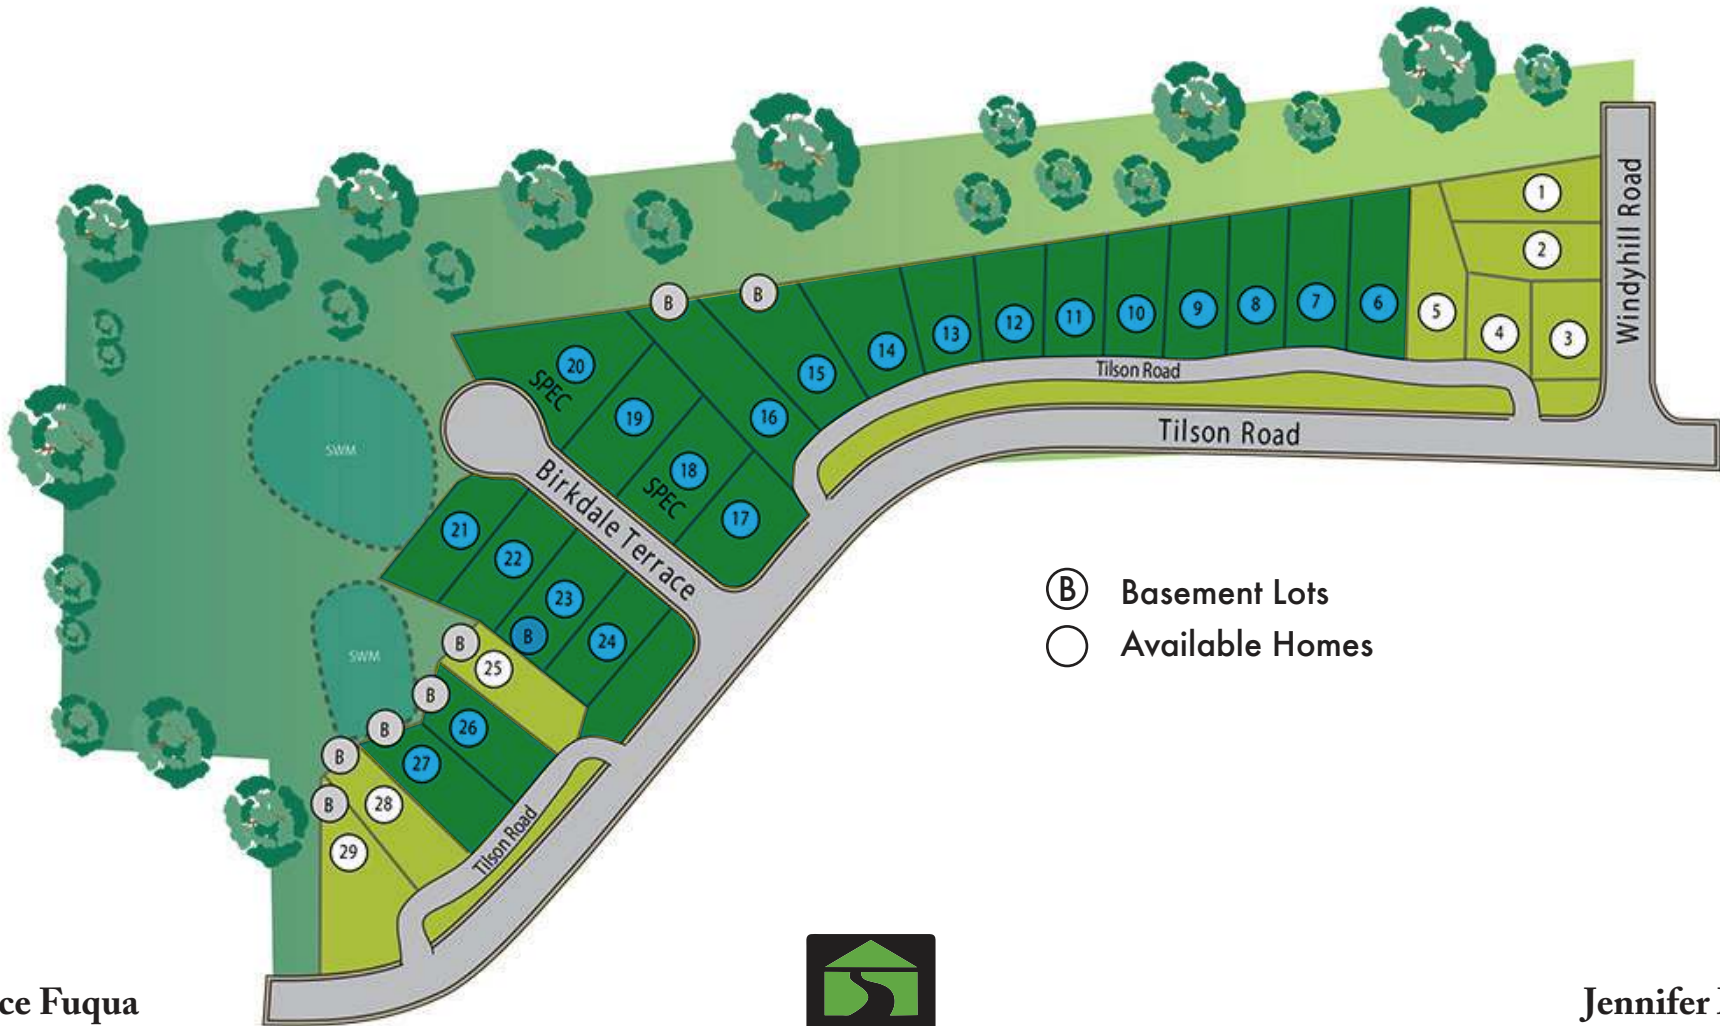 1
2
3
4
5
6
7
8
9
10
11
12
13
14
15
16
17
18
SPEC
19
20
SPEC
B
B
Windyhill Road
Tilson Road
Tilson Road
Birkdale Terrace
SWM
SWM
21
22
23
B
24
B
25
B
26
B
27
B
28
B
29
Tilson Road
B Basement Lots
Available Homes
ce Fuqua
Jennifer